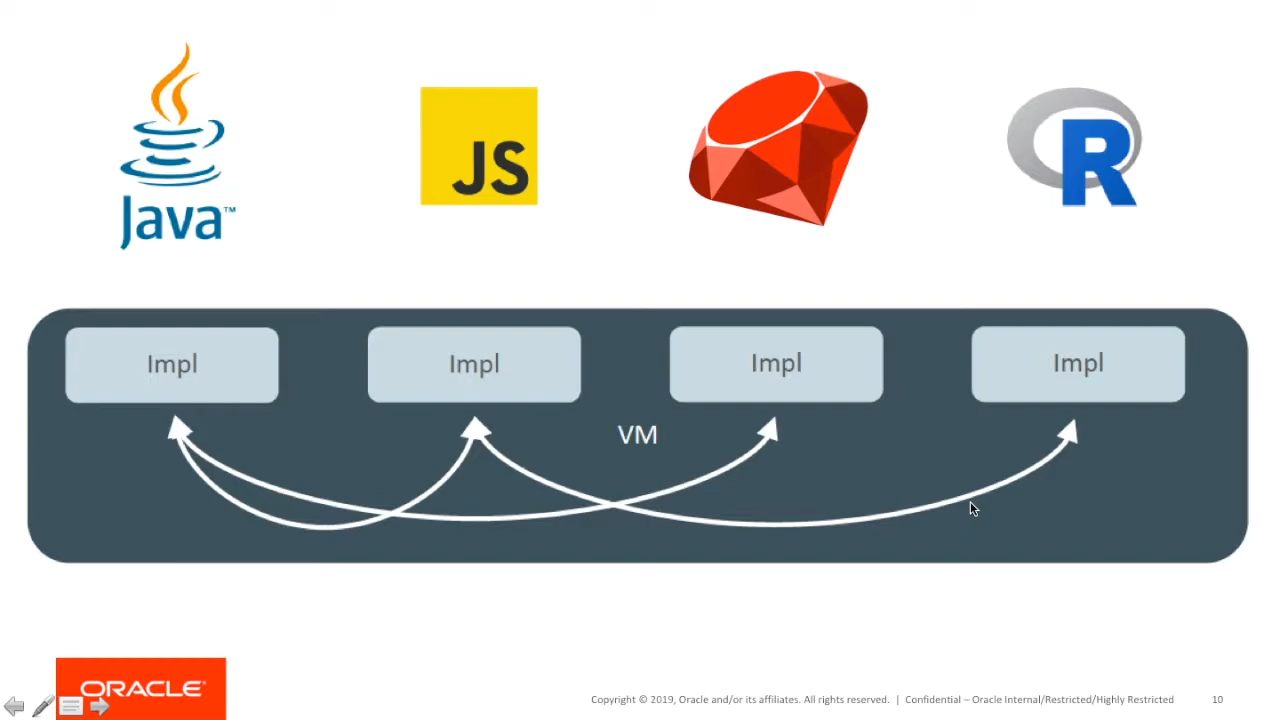 Java™
JS
R
Impl
Impl
Impl
Impl
VM
ORACLE®
Copyright © 2019, Oracle and/or its affiliates. All rights reserved. | Confidential – Oracle Internal/Restricted/Highly Restricted
10